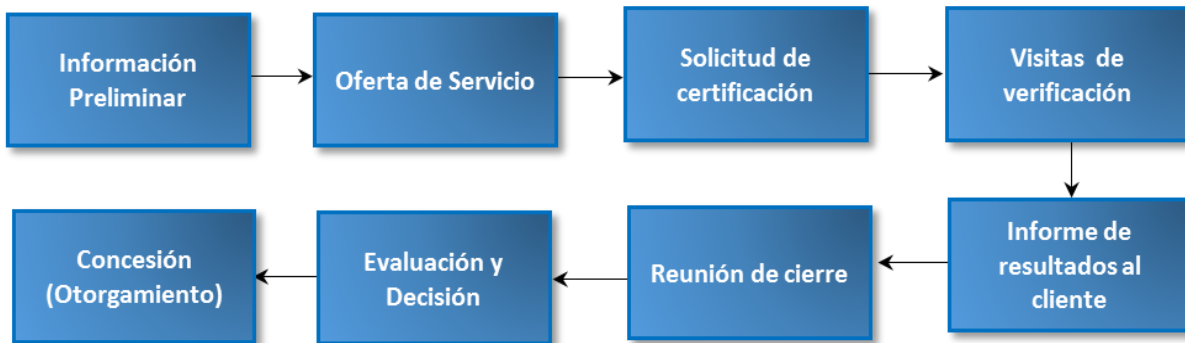 Información
Preliminar
Oferta de Servicio
Solicitud de
certificación
Visitas de
verificación
Informe de
resultados al
cliente
Reunión de cierre
Evaluación y
Decisión
Concesión
(Otorgamiento)